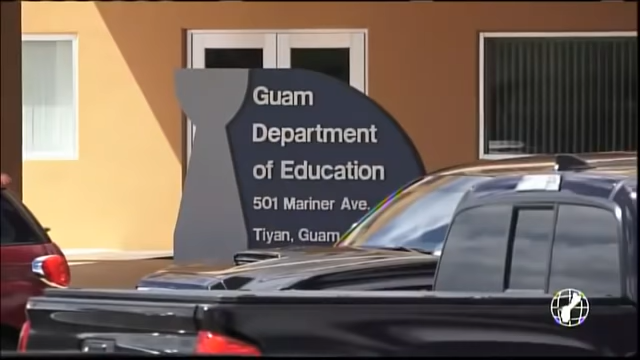 Guam
Department
of Education
501 Mariner Ave.
Tiyan, Guam